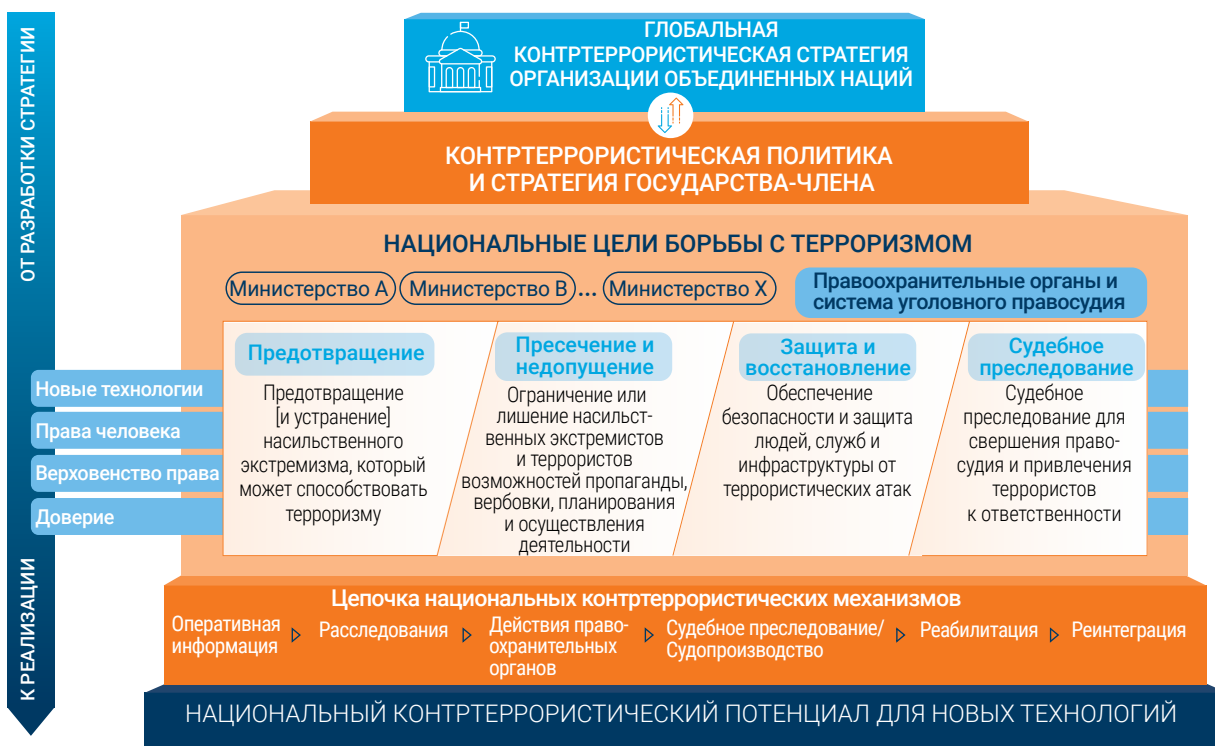 ГЛОБАЛЬНАЯ
КОНТРТЕРРОРИСТИЧЕСКАЯ СТРАТЕГИЯ
ОРГАНИЗАЦИИ ОБЪЕДИНЕННЫХ НАЦИЙ
КОНТРТЕРРОРИСТИЧЕСКАЯ ПОЛИТИКА
И СТРАТЕГИЯ ГОСУДАРСТВА-ЧЛЕНА
ОТ РАЗРАБОТКИ СТРАТЕГИИ
К РЕАЛИЗАЦИИ
НАЦИОНАЛЬНЫЕ ЦЕЛИ БОРЬБЫ С ТЕРРОРИЗМОМ
Министерство А Министерство В ... Министерство Х
Правоохранительные органы и
система уголовного правосудия
Новые технологии
Права человека
Верховенство права
Доверие
Предотвращение
Предотвращение
[и устранение]
насильственного
экстремизма, который
может способствовать
терроризму
Пресечение и
недопущение
Ограничение или
лишение насильст-
венных экстремистов
и террористов
возможностей пропаганды,
вербовки, планирования
и осуществления
деятельности
Защита и
восстановление
Обеспечение
безопасности и защита
людей, служб и
инфраструктуры от
террористических атак
Судебное
преследование
Судебное
преследование для
свершения право-
судия и привлечения
террористов
к ответственности
Цепочка национальных контртеррористических механизмов
Оперативная
информация
Расследования
Действия право-
охранительных
органов
Судебное преследование/
Судопроизводство
Реабилитация
Реинтеграция
НАЦИОНАЛЬНЫЙ КОНТРТЕРРОРИСТИЧЕСКИЙ ПОТЕНЦИАЛ ДЛЯ НОВЫХ ТЕХНОЛОГИЙ